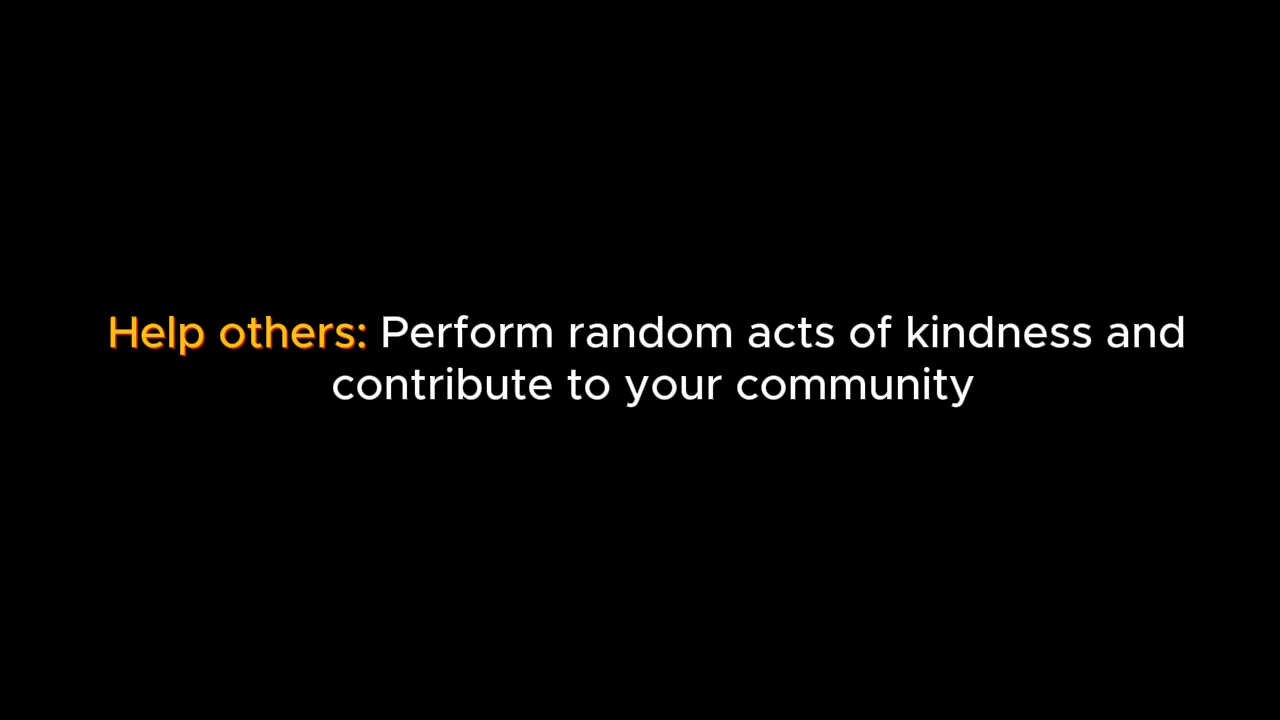 Help others: Perform random acts of kindness and
contribute to your community